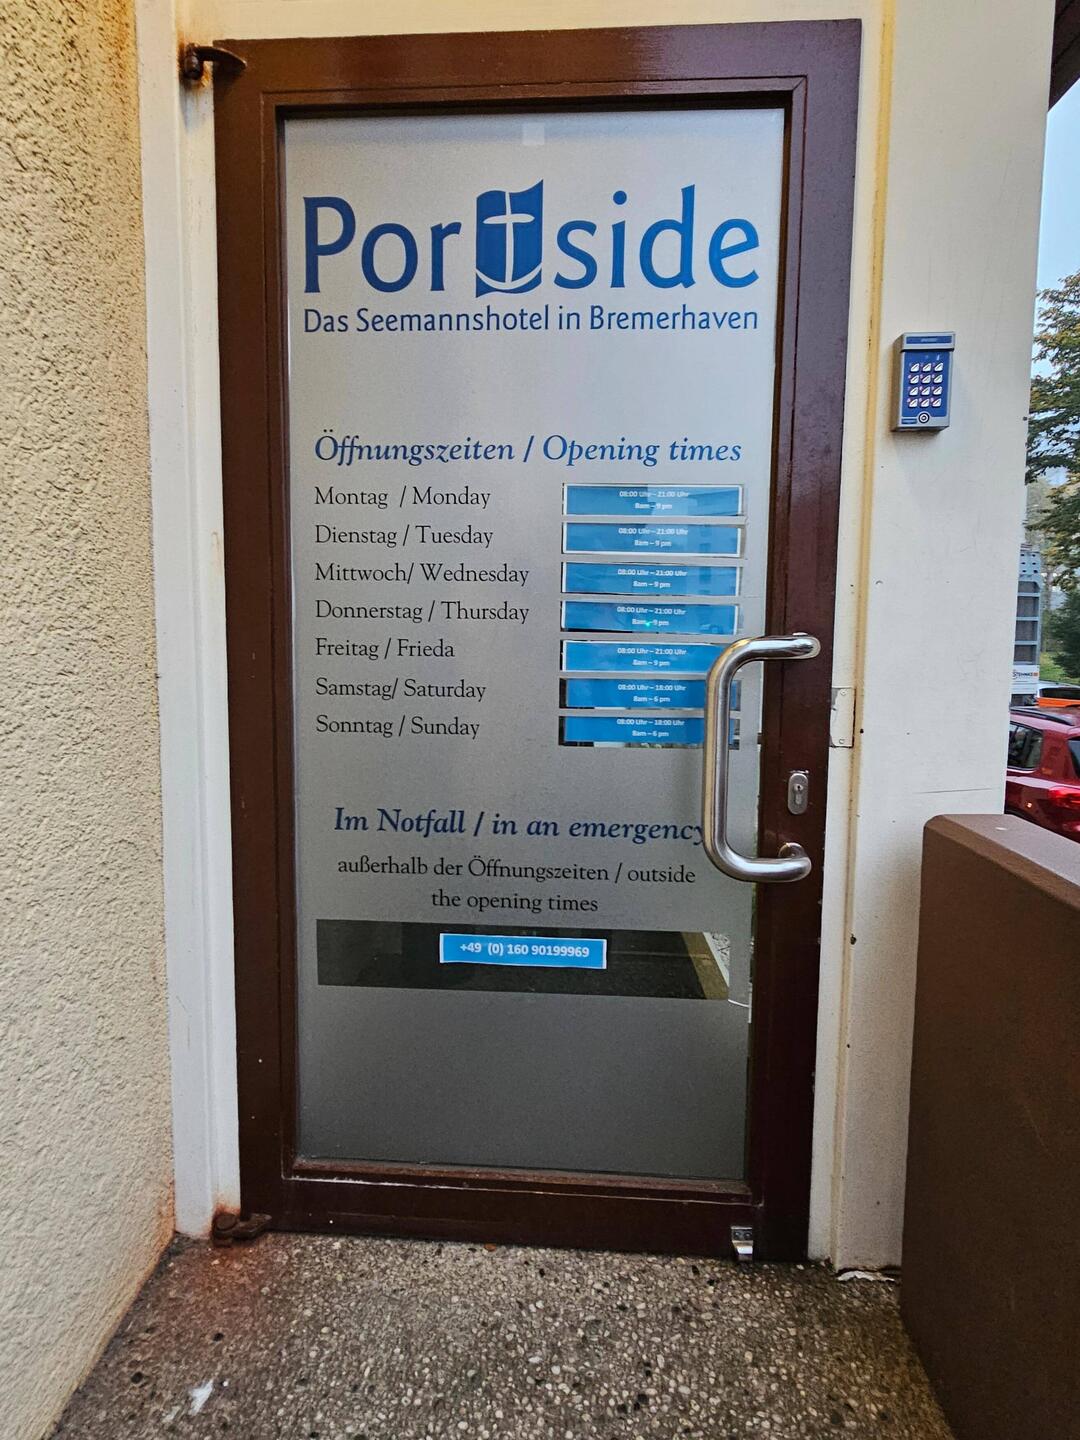 Portside
Das Seemannshotel in Bremerhaven
Öffnungszeiten / Opening times
Montag / Monday
08:00 Uhr – 21:00 Uhr
8am – 9 pm
Dienstag / Tuesday
08:00 Uhr – 21:00 Uhr
8am – 9 pm
Mittwoch/ Wednesday
08:00 Uhr – 21:00 Uhr
8am – 9 pm
Donnerstag / Thursday
08:00 Uhr – 21:00 Uhr
8am – 9 pm
Freitag / Frieda
08:00 Uhr – 21:00 Uhr
8am – 9 pm
Samstag/ Saturday
08:00 Uhr – 18:00 Uhr
8am – 6 pm
Sonntag / Sunday
08:00 Uhr – 18:00 Uhr
8am – 6 pm
Im Notfall / in an emergency
außerhalb der Öffnungszeiten / outside
the opening times
+49 (0) 160 90199969